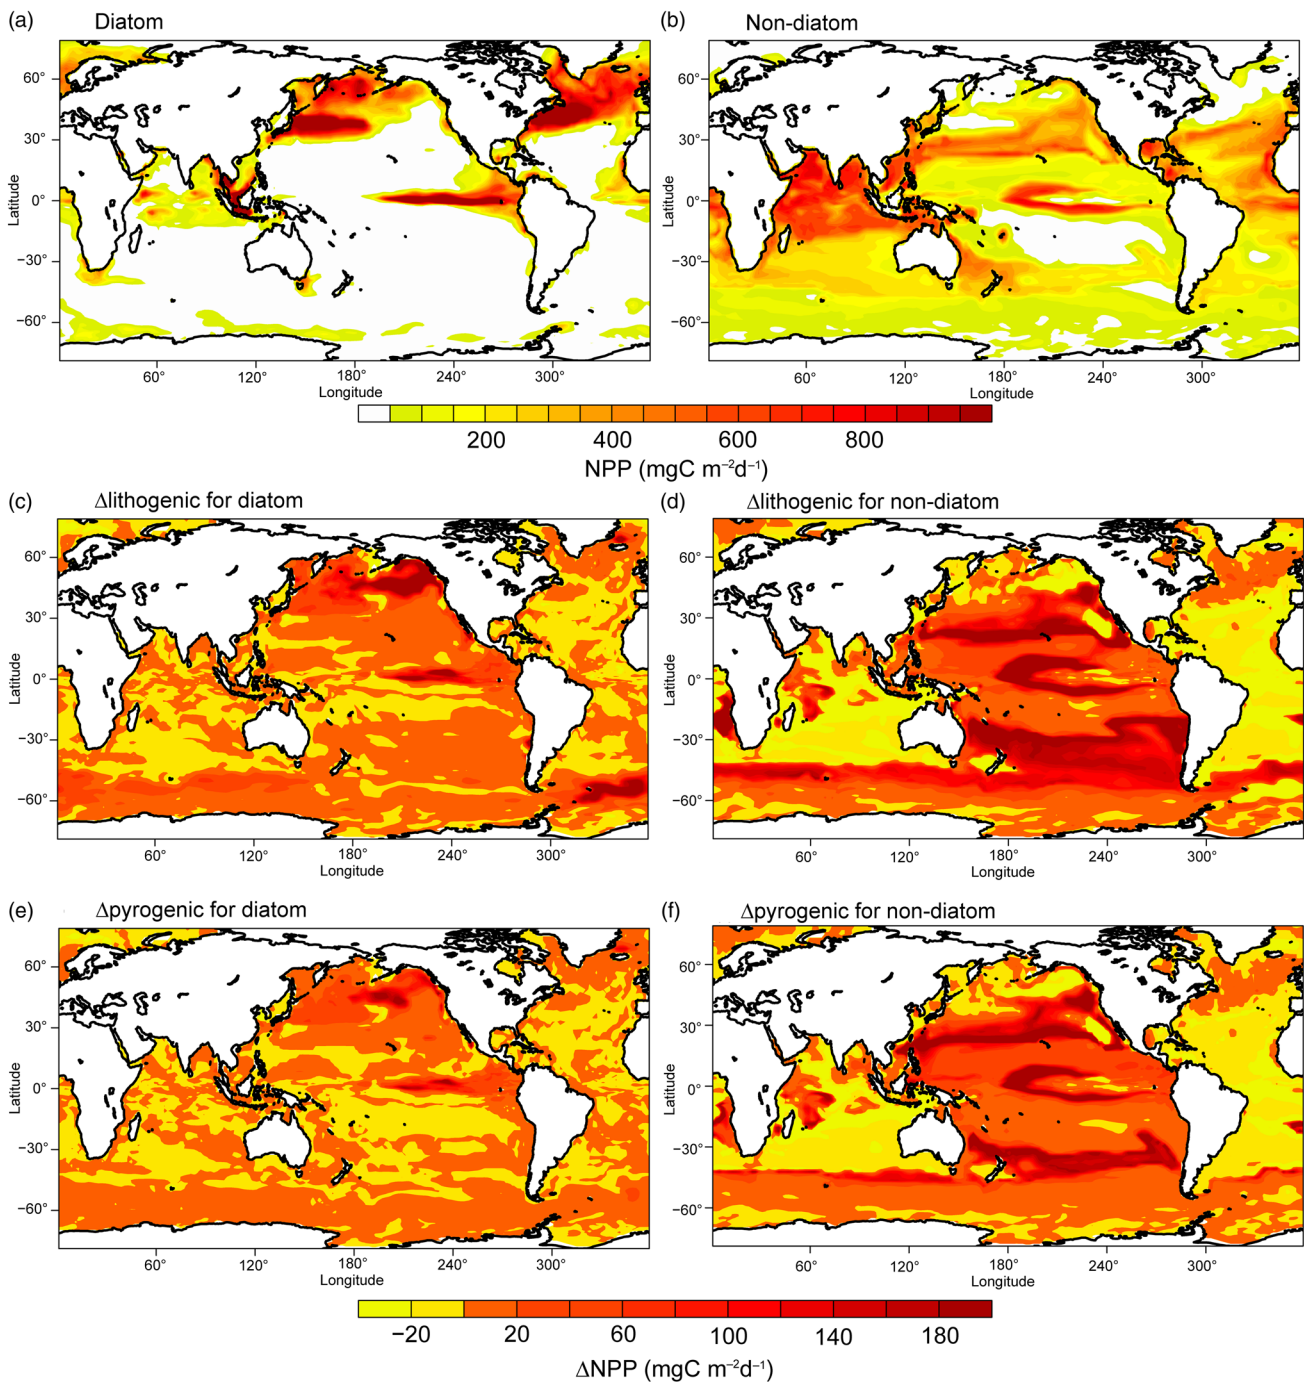 (a) Diatom
(b) Non-diatom
60°
30°
0°
−30°
−60°
Latitude
60° 120° 180° 240° 300°
Longitude
60°
30°
0°
−30°
−60°
Latitude
60° 120° 180° 240° 300°
Longitude
200 400 600 800
NPP (mgC m⁻²d⁻¹)
(c) Δlithogenic for diatom
(d) Δlithogenic for non-diatom
60°
30°
0°
−30°
−60°
Latitude
60° 120° 180° 240° 300°
Longitude
60°
30°
0°
−30°
−60°
Latitude
60° 120° 180° 240° 300°
Longitude
(e) Δpyrogenic for diatom
(f) Δpyrogenic for non-diatom
60°
30°
0°
−30°
−60°
Latitude
60° 120° 180° 240° 300°
Longitude
60°
30°
0°
−30°
−60°
Latitude
60° 120° 180° 240° 300°
Longitude
−20 20 60 100 140 180
ΔNPP (mgC m⁻²d⁻¹)